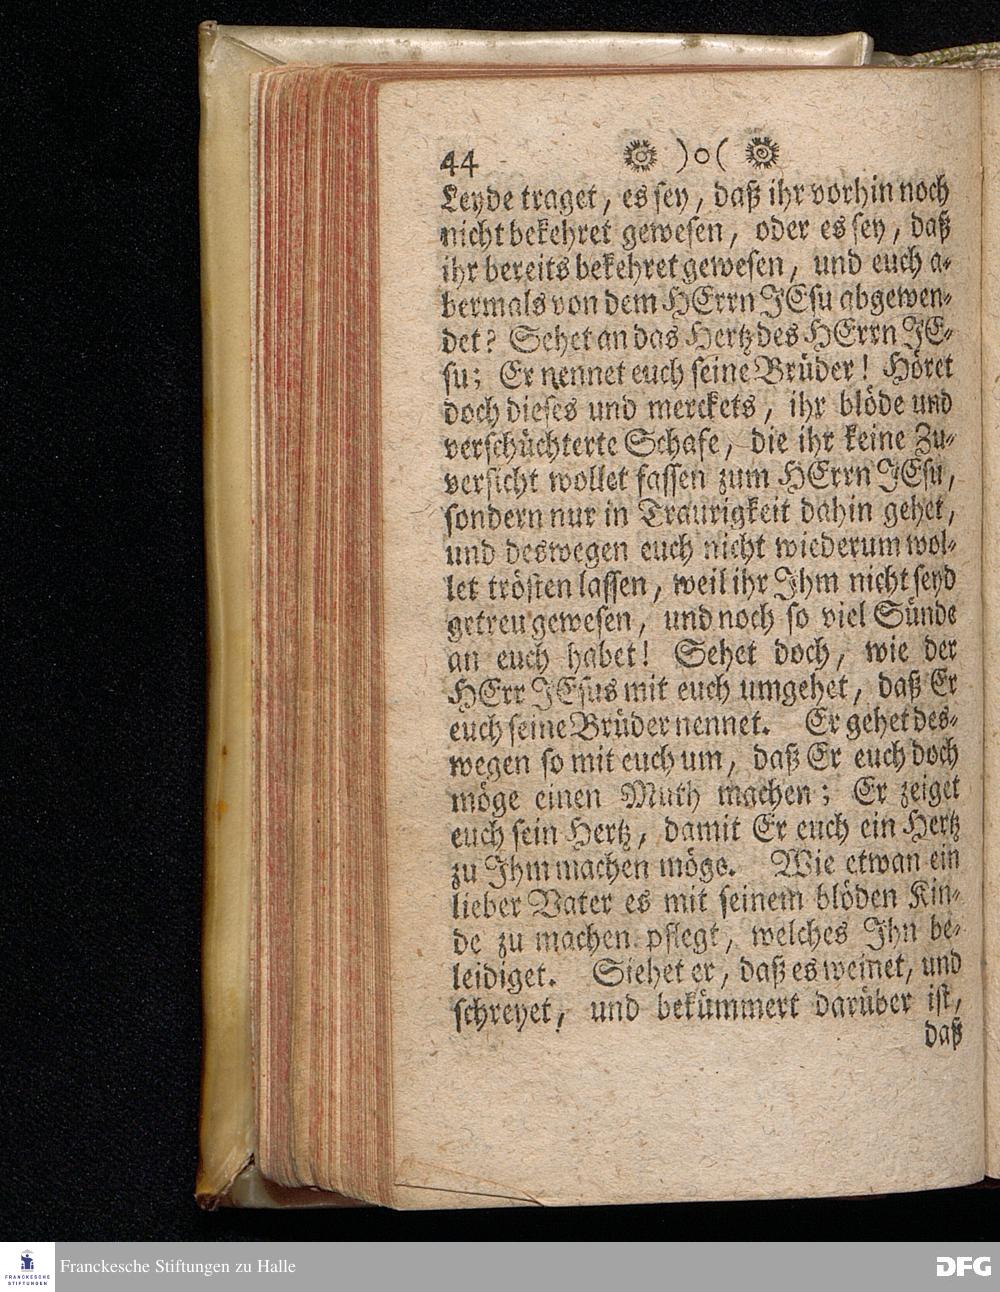 44 )o(
Leyde traget, es sey, daß ihr vorhin noch
nicht bekehret gewesen, oder es sey, daß
ihr bereits bekehret gewesen, und euch a-
bermals von dem HErrn JEsu abgewen-
det? Sehet an das Hertz des HErrn JE-
su; Er nennet euch seine Brüder! Höret
doch dieses und merckets, ihr blöde und
verschüchterte Schafe, die ihr keine Zu-
versicht wollet fassen zum HErrn JEsu,
sondern nur in Traurigkeit dahin gehet,
und deswegen euch nicht wiederum wol-
let trösten lassen, weil ihr Ihm nicht seyd
getreu gewesen, und noch so viel Sünde
an euch habet! Sehet doch, wie der
HErr JEsus mit euch umgehet, daß Er
euch seine Brüder nennet. Er gehet des-
wegen so mit euch um, daß Er euch doch
möge einen Muth machen; Er zeiget
euch sein Hertz, damit Er euch ein Hertz
zu Ihm machen möge. Wie etwan ein
lieber Vater es mit seinem blöden Kin-
de zu machen pflegt, welches Ihn be-
leidiget. Siehet er, daß es weinet, und
schreyet, und bekümmert darüber ist,
daß
FRANCKESCHE
STIFTUNGEN
Franckesche Stiftungen zu Halle
DFG